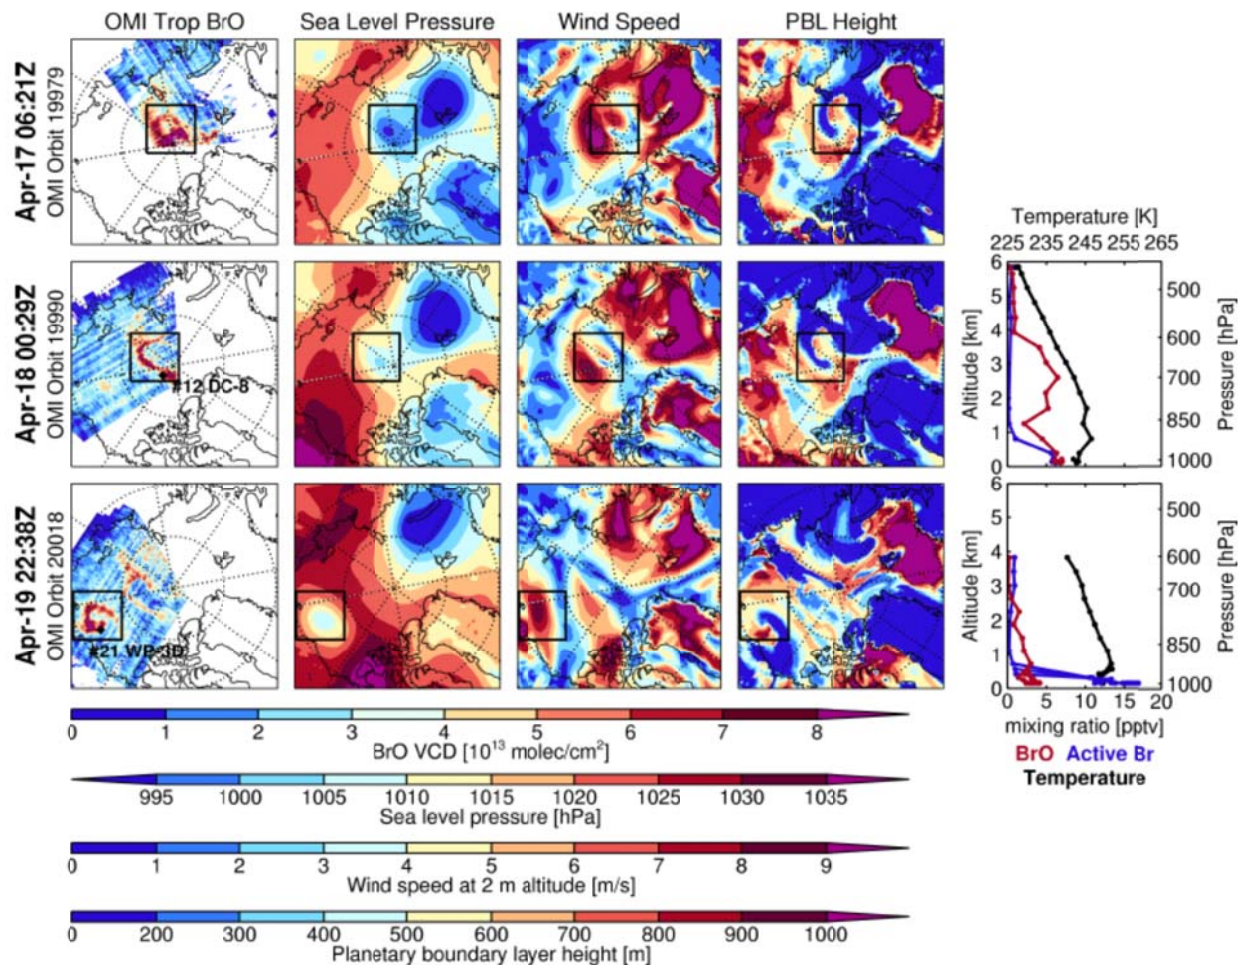 OMI Trop BrO Sea Level Pressure Wind Speed PBL Height
Apr-17 06:21Z
OMI Orbit 19979
Apr-18 00:29Z
OMI Orbit 19990
#12 DC-8
Apr-19 22:38Z
OMI Orbit 20018
#21 WP-3D
Temperature [K]
225 235 245 255 265
6
5
4
3
2
1
0
Altitude [km]
500
600
700
850
1000
Pressure [hPa]
6
5
4
3
2
1
0
Altitude [km]
500
600
700
850
1000
Pressure [hPa]
0 5 10 15 20
mixing ratio [pptv]
BrO Active Br
Temperature
0 1 2 3 4 5 6 7 8
BrO VCD [10¹³ molec/cm²]
995 1000 1005 1010 1015 1020 1025 1030 1035
Sea level pressure [hPa]
0 1 2 3 4 5 6 7 8 9
Wind speed at 2 m altitude [m/s]
0 200 300 400 500 600 700 800 900 1000
Planetary boundary layer height [m]